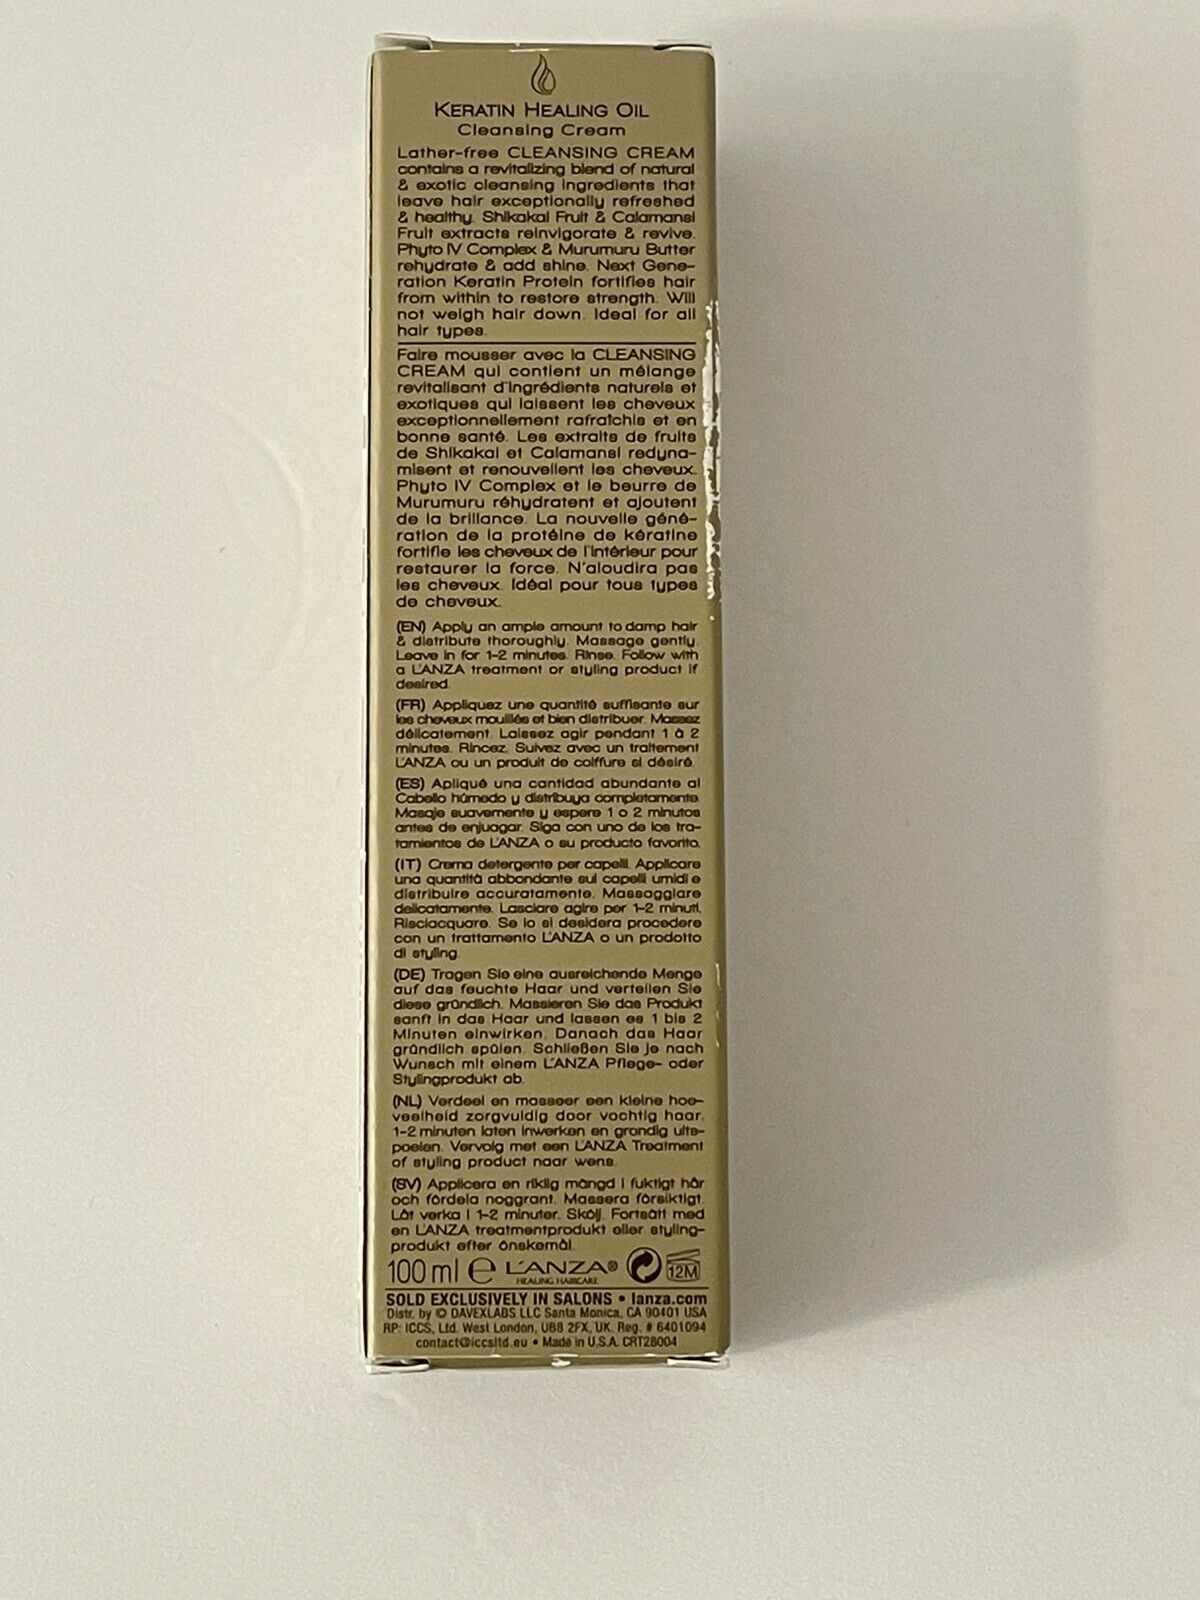 KERATIN HEALING OIL
Cleansing Cream
Lather-free CLEANSING CREAM
contains a revitalizing blend of natural
& exotic cleansing ingredients that
leave hair exceptionally refreshed
& healthy. Shikakai Fruit & Calamansi
Fruit extracts reinvigorate & revive.
Phyto IV Complex & Murumuru Butter
rehydrate & add shine. Next Gene-
ration Keratin Protein fortifies hair
from within to restore strength. Will
not weigh hair down. Ideal for all
hair types.
Faire mousser avec la CLEANSING
CREAM qui contient un mélange
revitalisant d'ingrédients naturels et
exotiques qui laissent les cheveux
exceptionnellement rafraîchis et en
bonne santé. Les extraits de fruits
de Shikakai et Calamansi redyna-
misent et renouvellent les cheveux.
Phyto IV Complex et le beurre de
Murumuru réhydratent et ajoutent
de la brillance. La nouvelle géné-
ration de la protéine de kératine
fortifie les cheveux de l'intérieur pour
restaurer la force. N'aloudira pas
les cheveux. Idéal pour tous types
de cheveux.
(EN) Apply an ample amount to damp hair
& distribute thoroughly. Massage gently.
Leave in for 1-2 minutes. Rinse. Follow with
a L'ANZA treatment or styling product if
desired.
(FR) Appliquez une quantité suffisante sur
les cheveux mouillés et bien distribuer. Massez
délicatement. Laissez agir pendant 1 à 2
minutes. Rincez. Suivez avec un traitement
L'ANZA ou un produit de coiffure si désiré.
(ES) Apliqué una cantidad abundante al
Cabello húmedo y distribuya completamente.
Masaje suavemente y espere 1 o 2 minutos
antes de enjuagar. Siga con uno de los tra-
tamientos de L'ANZA o su producto favorito.
(IT) Crema detergente per capelli. Applicare
una quantità abbondante sui capelli umidi e
distribuire accuratamente. Massaggiare
delicatamente. Lasciare agire per 1-2 minuti.
Risciacquare. Se lo si desidera procedere
con un trattamento L'ANZA o un prodotto
di styling.
(DE) Tragen Sie eine ausreichende Menge
auf das feuchte Haar und verteilen Sie
diese gründlich. Massieren Sie das Produkt
sanft in das Haar und lassen es 1 bis 2
Minuten einwirken. Danach das Haar
gründlich spülen. Schließen Sie je nach
Wunsch mit einem L'ANZA Pflege- oder
Stylingprodukt ab.
(NL) Verdeel en masseer een kleine hoe-
veelheid zorgvuldig door vochtig haar.
1-2 minuten laten inwerken en grondig uits-
poelen. Vervolg met een L'ANZA Treatment
of styling product naar wens.
(SV) Applicera en riklig mängd i fuktigt hår
och fördela noggrant. Massera försiktigt.
Låt verka i 1-2 minuter. Skölj. Fortsätt med
en L'ANZA treatmentprodukt eller styling-
produkt efter önskemål.
100 ml ℮ L'ANZA® 12M
HEALING HAIRCARE
SOLD EXCLUSIVELY IN SALONS • lanza.com
Distr. by © DAVEXLABS LLC Santa Monica, CA 90401 USA
RP: ICCS, Ltd. West London, UB8 2FX, UK. Reg. # 6401094
contact@iccsltd.eu • Made in U.S.A. CRT28004